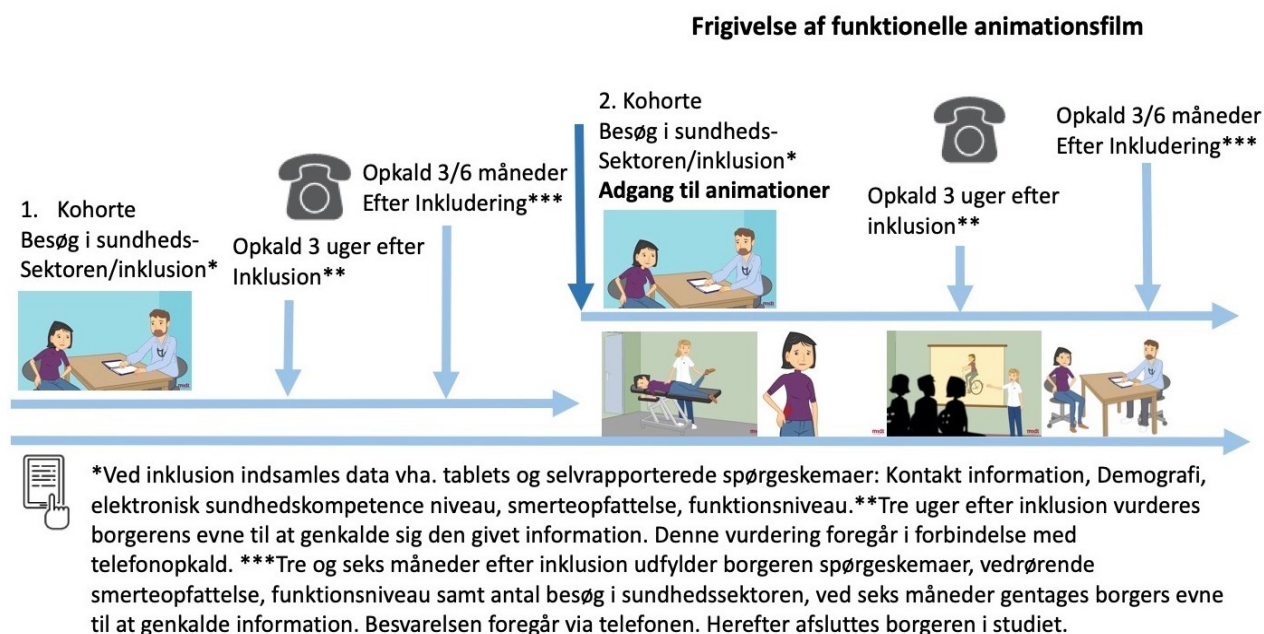 Frigivelse af funktionelle animationsfilm
1. Kohorte
Besøg i sundheds-
Sektoren/inklusion*
Opkald 3 uger efter
Inklusion**
Opkald 3/6 måneder
Efter Inkludering***
2. Kohorte
Besøg i sundheds-
Sektoren/inklusion*
Adgang til animationer
Opkald 3 uger efter
inklusion**
Opkald 3/6 måneder
Efter Inkludering***
*Ved inklusion indsamles data vha. tablets og selvrapporterede spørgeskemaer: Kontakt information, Demografi,
elektronisk sundhedskompetence niveau, smerteopfattelse, funktionsniveau.**Tre uger efter inklusion vurderes
borgerens evne til at genkalde sig den givet information. Denne vurdering foregår i forbindelse med
telefonopkald. ***Tre og seks måneder efter inklusion udfylder borgeren spørgeskemaer, vedrørende
smerteopfattelse, funktionsniveau samt antal besøg i sundhedssektoren, ved seks måneder gentages borgers evne
til at genkalde information. Besvarelsen foregår via telefonen. Herefter afsluttes borgeren i studiet.